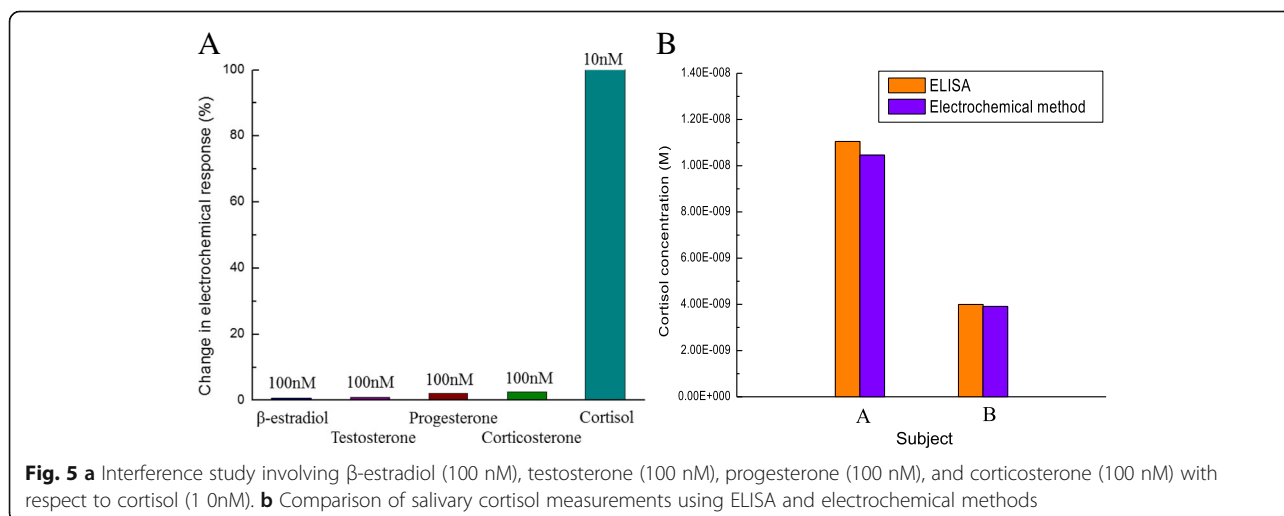 A
Change in electrochemical response (%)
100
80
60
40
20
0
100nM
100nM
100nM
100nM
10nM
β-estradiol
Testosterone
Progesterone
Corticosterone
Cortisol
B
Cortisol concentration (M)
1.40E-008
1.20E-008
1.00E-008
8.00E-009
6.00E-009
4.00E-009
2.00E-009
0.00E+000
ELISA
Electrochemical method
A
B
Subject
Fig. 5 a Interference study involving β-estradiol (100 nM), testosterone (100 nM), progesterone (100 nM), and corticosterone (100 nM) with
respect to cortisol (1 0nM). b Comparison of salivary cortisol measurements using ELISA and electrochemical methods